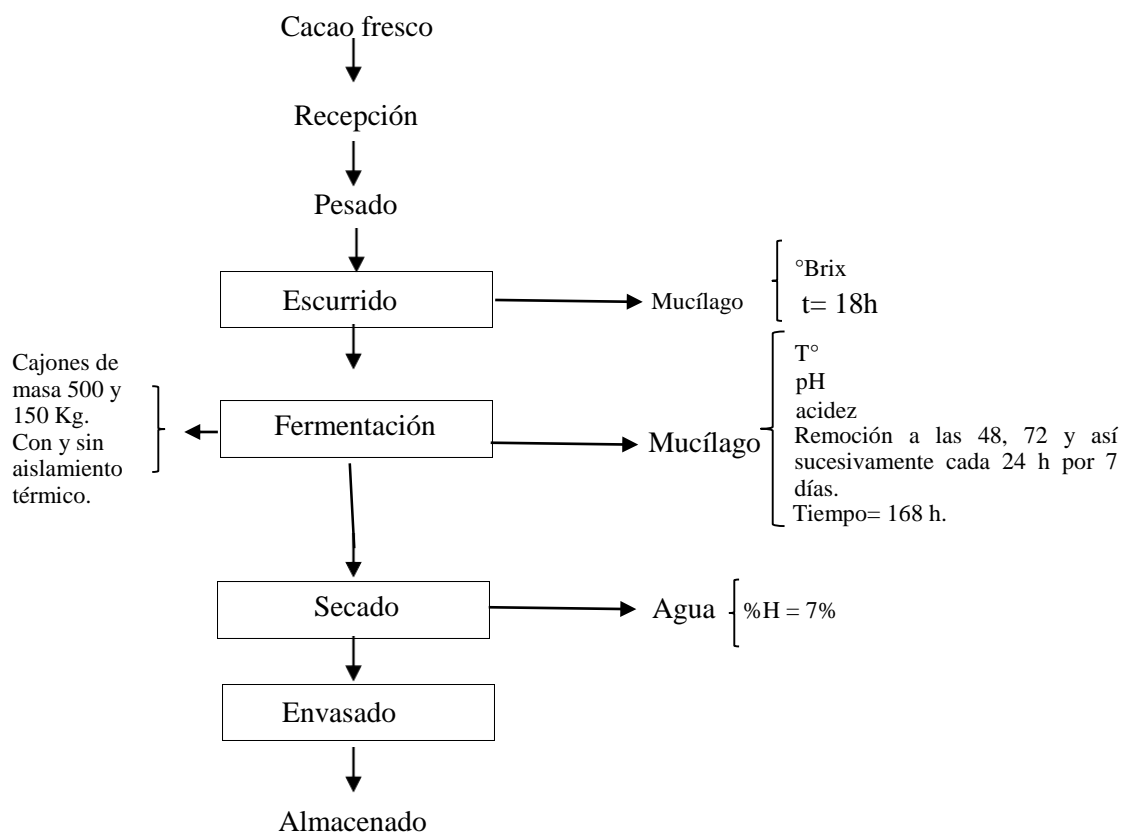 Cacao fresco
Recepción
Pesado
Escurrido
Mucílago
°Brix
t= 18h
Cajones de
masa 500 y
150 Kg.
Con y sin
aislamiento
térmico.
Fermentación
Mucílago
T°
pH
acidez
Remoción a las 48, 72 y así
sucesivamente cada 24 h por 7
días.
Tiempo= 168 h.
Secado
Agua
%H = 7%
Envasado
Almacenado